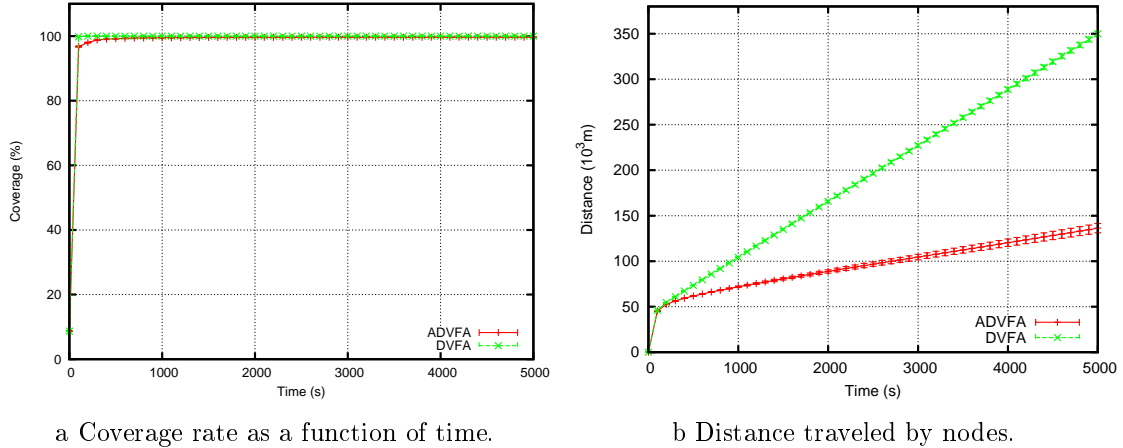 100
80
60
40
20
0
Coverage (%)
ADVFA
DVFA
0 1000 2000 3000 4000 5000
Time (s)
a Coverage rate as a function of time.
350
300
250
200
150
100
50
0
Distance (10³m)
ADVFA
DVFA
0 1000 2000 3000 4000 5000
Time (s)
b Distance traveled by nodes.